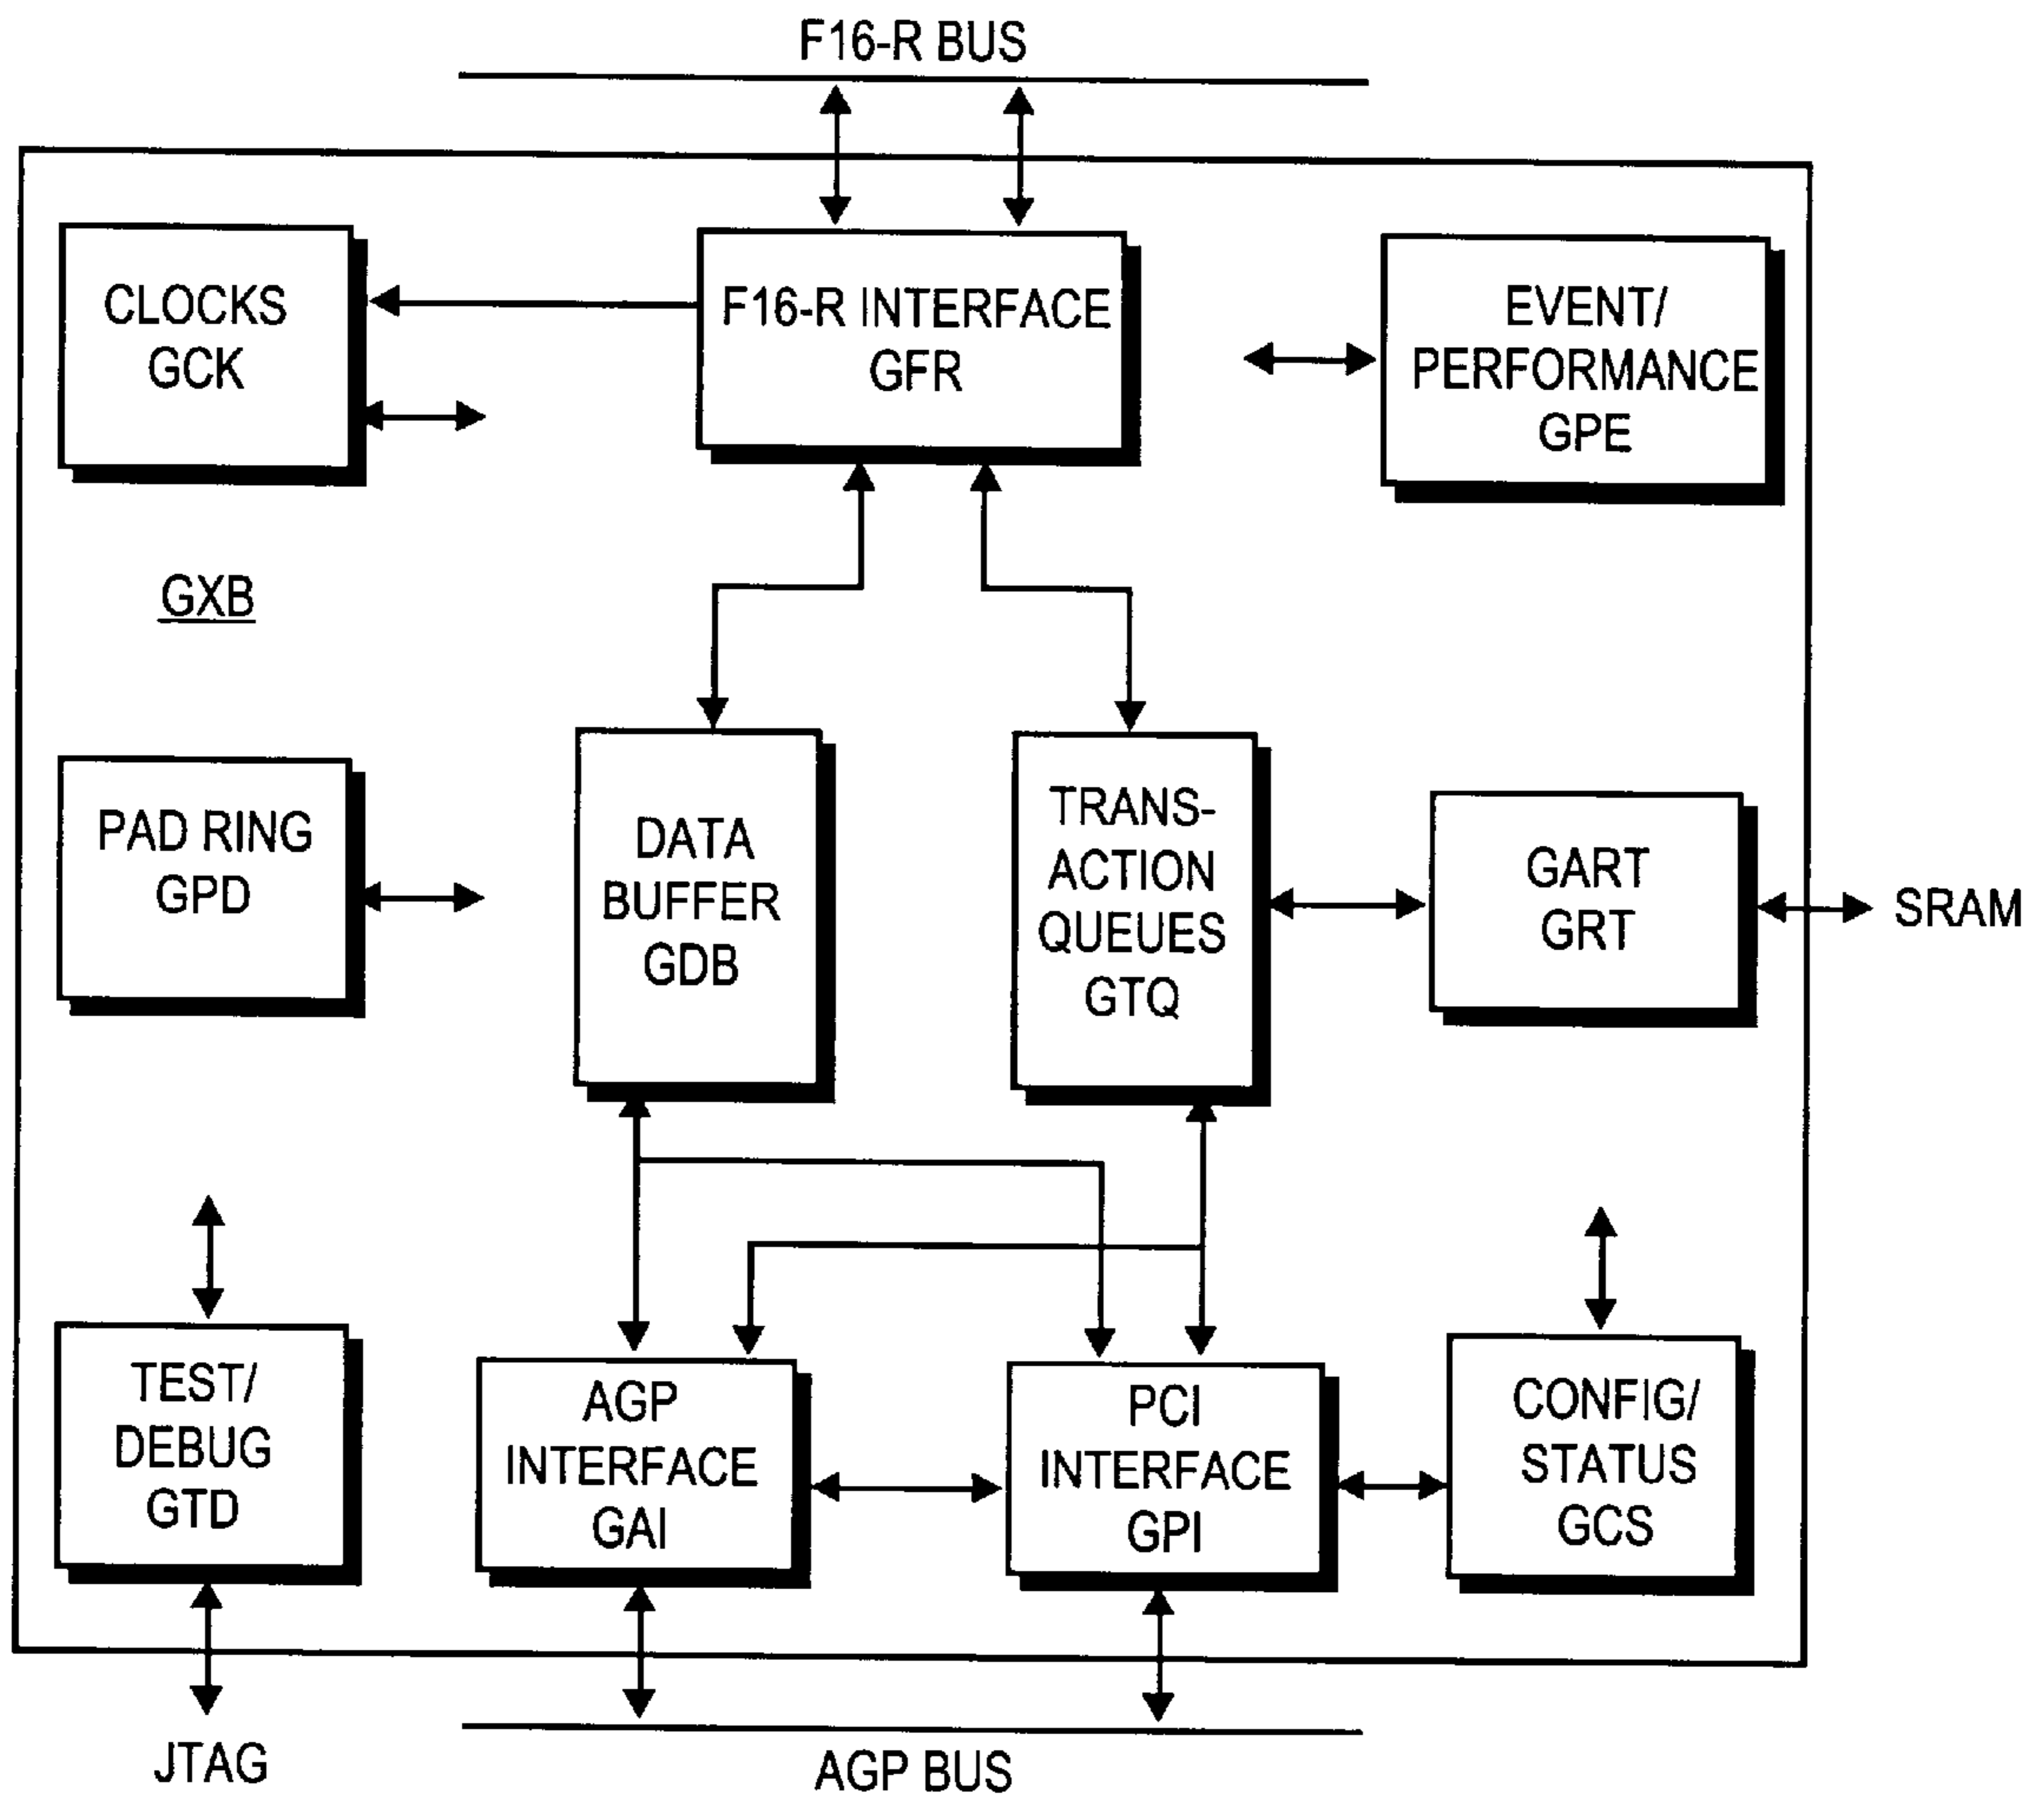 F16-R BUS
CLOCKS
GCK
F16-R INTERFACE
GFR
EVENT/
PERFORMANCE
GPE
GXB
PAD RING
GPD
DATA
BUFFER
GDB
TRANS-
ACTION
QUEUES
GTQ
GART
GRT
SRAM
TEST/
DEBUG
GTD
AGP
INTERFACE
GAI
PCI
INTERFACE
GPI
CONFIG/
STATUS
GCS
JTAG
AGP BUS